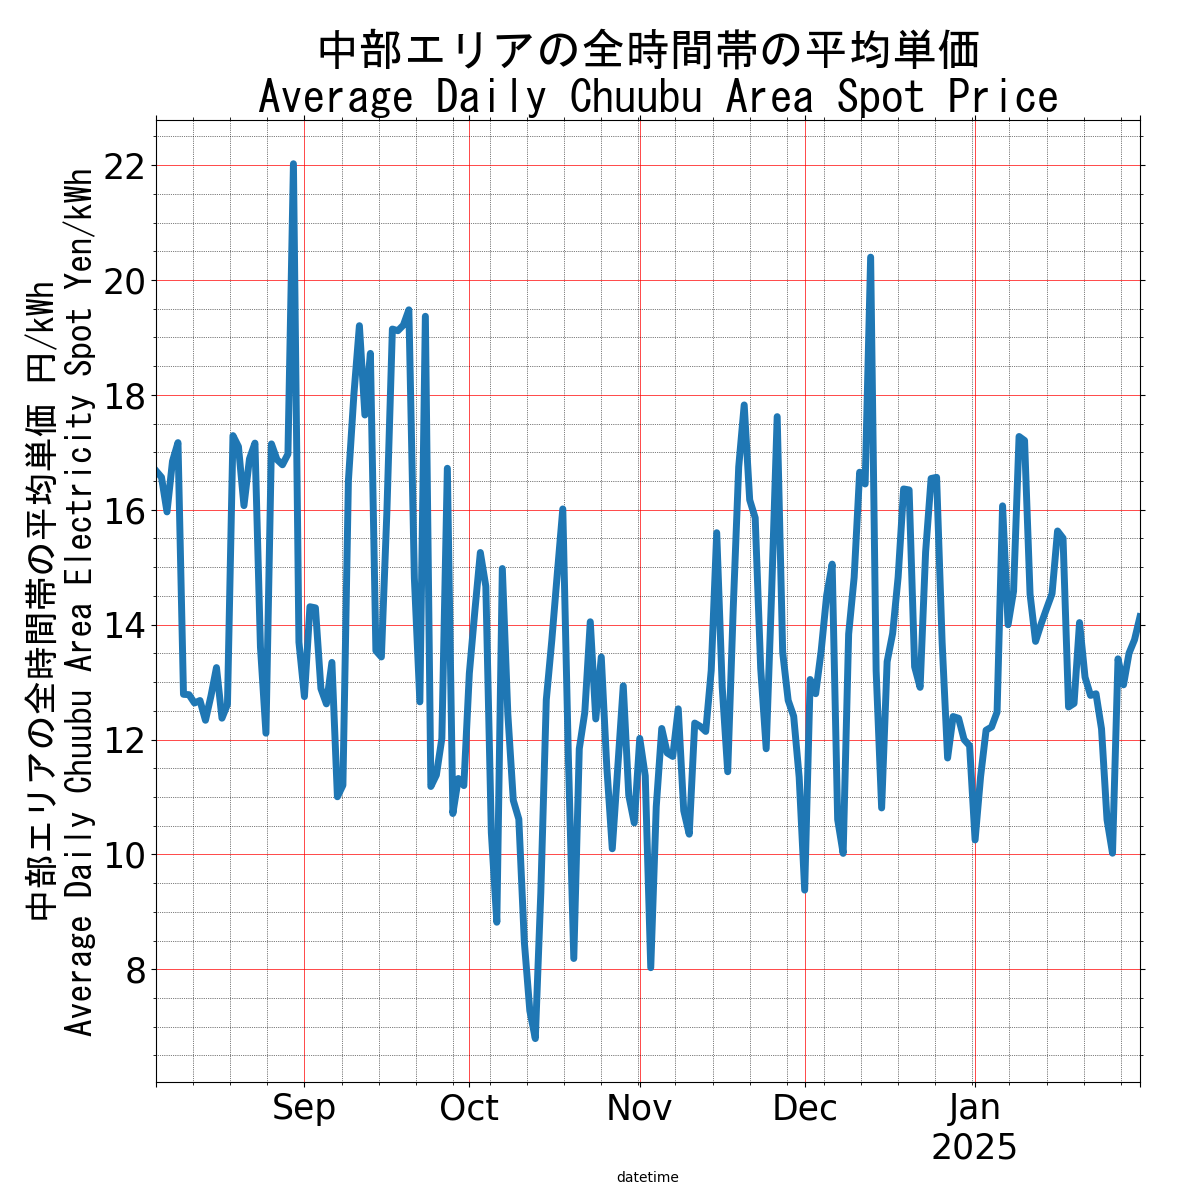 中部エリアの全時間帯の平均単価
Average Daily Chuubu Area Spot Price
中部エリアの全時間帯の平均単価 円/kWh
Average Daily Chuubu Area Electricity Spot Yen/kWh
22
20
18
16
14
12
10
8
Sep Oct Nov Dec Jan
2025
datetime